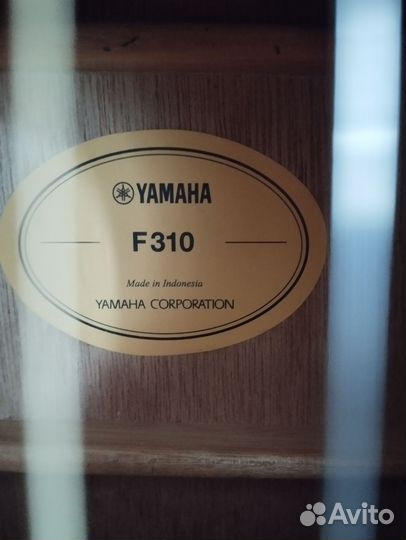 YAMAHA
F310
Made in Indonesia
YAMAHA CORPORATION
Avito